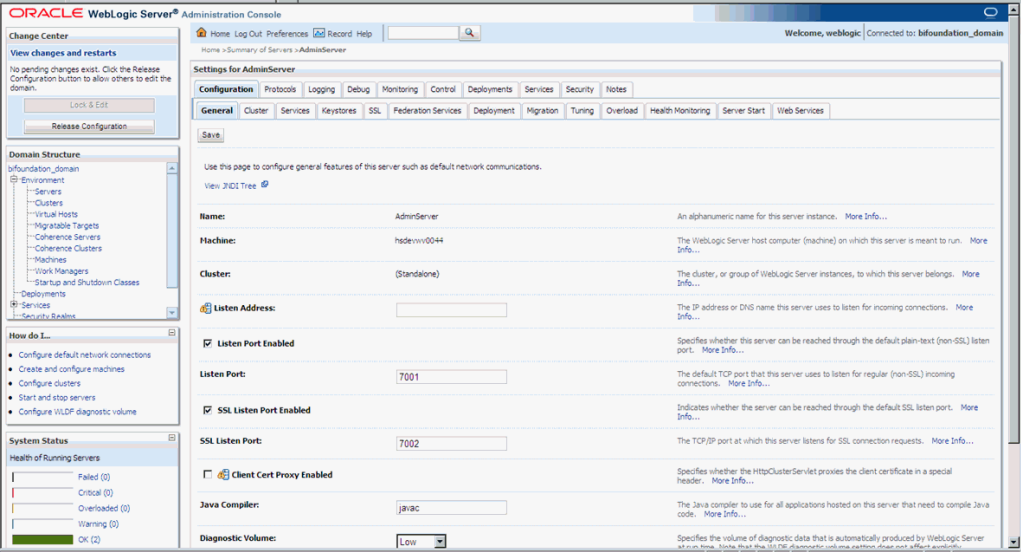 ORACLE WebLogic Server® Administration Console
Change Center
View changes and restarts
No pending changes exist. Click the Release
Configuration button to allow others to edit the
domain.
Lock & Edit
Release Configuration
Domain Structure
bifoundation_domain
Environment
Servers
Clusters
Virtual Hosts
Migratable Targets
Coherence Servers
Coherence Clusters
Machines
Work Managers
Startup and Shutdown Classes
Deployments
Services
Security Realms
How do I...
Configure default network connections
Create and configure machines
Configure clusters
Start and stop servers
Configure WLDF diagnostic volume
System Status
Health of Running Servers
Failed (0)
Critical (0)
Overloaded (0)
Warning (0)
OK (2)
Home Log Out Preferences Record Help
Welcome, weblogic Connected to: bifoundation_domain
Home >Summary of Servers >AdminServer
Settings for AdminServer
Configuration Protocols Logging Debug Monitoring Control Deployments Services Security Notes
General Cluster Services Keystores SSL Federation Services Deployment Migration Tuning Overload Health Monitoring Server Start Web Services
Save
Use this page to configure general features of this server such as default network communications.
View JNDI Tree
Name: AdminServer An alphanumeric name for this server instance. More Info...
Machine: hsdevwv0044 The WebLogic Server host computer (machine) on which this server is meant to run. More
Info...
Cluster: (Standalone) The cluster, or group of WebLogic Server instances, to which this server belongs. More
Info...
Listen Address: The IP address or DNS name this server uses to listen for incoming connections. More
Info...
Listen Port Enabled Specifies whether this server can be reached through the default plain-text (non-SSL) listen
port. More Info...
Listen Port: 7001 The default TCP port that this server uses to listen for regular (non-SSL) incoming
connections. More Info...
SSL Listen Port Enabled Indicates whether the server can be reached through the default SSL listen port. More
Info...
SSL Listen Port: 7002 The TCP/IP port at which this server listens for SSL connection requests. More Info...
Client Cert Proxy Enabled Specifies whether the HttpClusterServlet proxies the client certificate in a special
header. More Info...
Java Compiler: javac The Java compiler to use for all applications hosted on this server that need to compile Java
code. More Info...
Diagnostic Volume: Low Specifies the volume of diagnostic data that is automatically produced by WebLogic Server
at run time. Note that the WLDF diagnostic volume setting does not affect explicitly